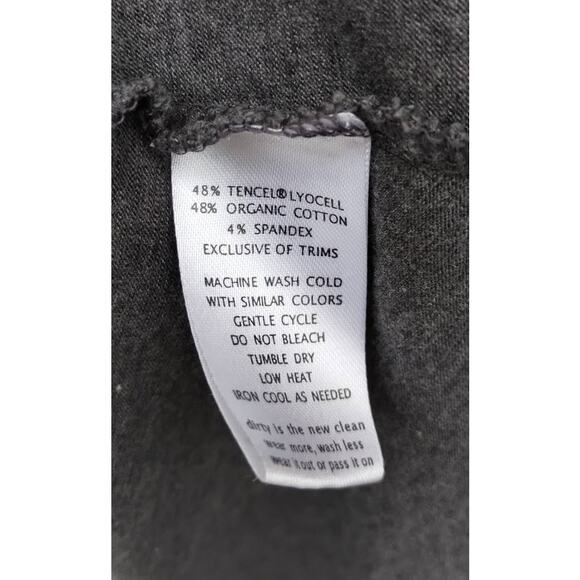 48% TENCEL® LYOCELL
48% ORGANIC COTTON
4% SPANDEX
EXCLUSIVE OF TRIMS
MACHINE WASH COLD
WITH SIMILAR COLORS
GENTLE CYCLE
DO NOT BLEACH
TUMBLE DRY
LOW HEAT
IRON COOL AS NEEDED
dirty is the new clean
wear more, wash less
wear it out or pass it on